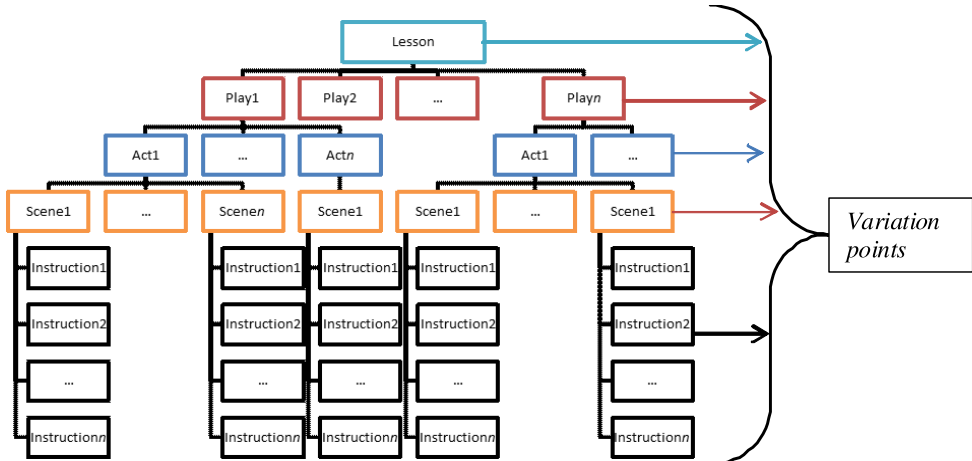 Lesson
Play1 Play2 ... Playn
Act1 ... Actn Act1 ...
Scene1 ... Scenen Scene1 Scene1 ... Scene1
Variation
points
Instruction1 Instruction1 Instruction1 Instruction1 Instruction1
Instruction2 Instruction2 Instruction2 Instruction2 Instruction2
... ... ... ... ...
Instructionn Instructionn Instructionn Instructionn Instructionn